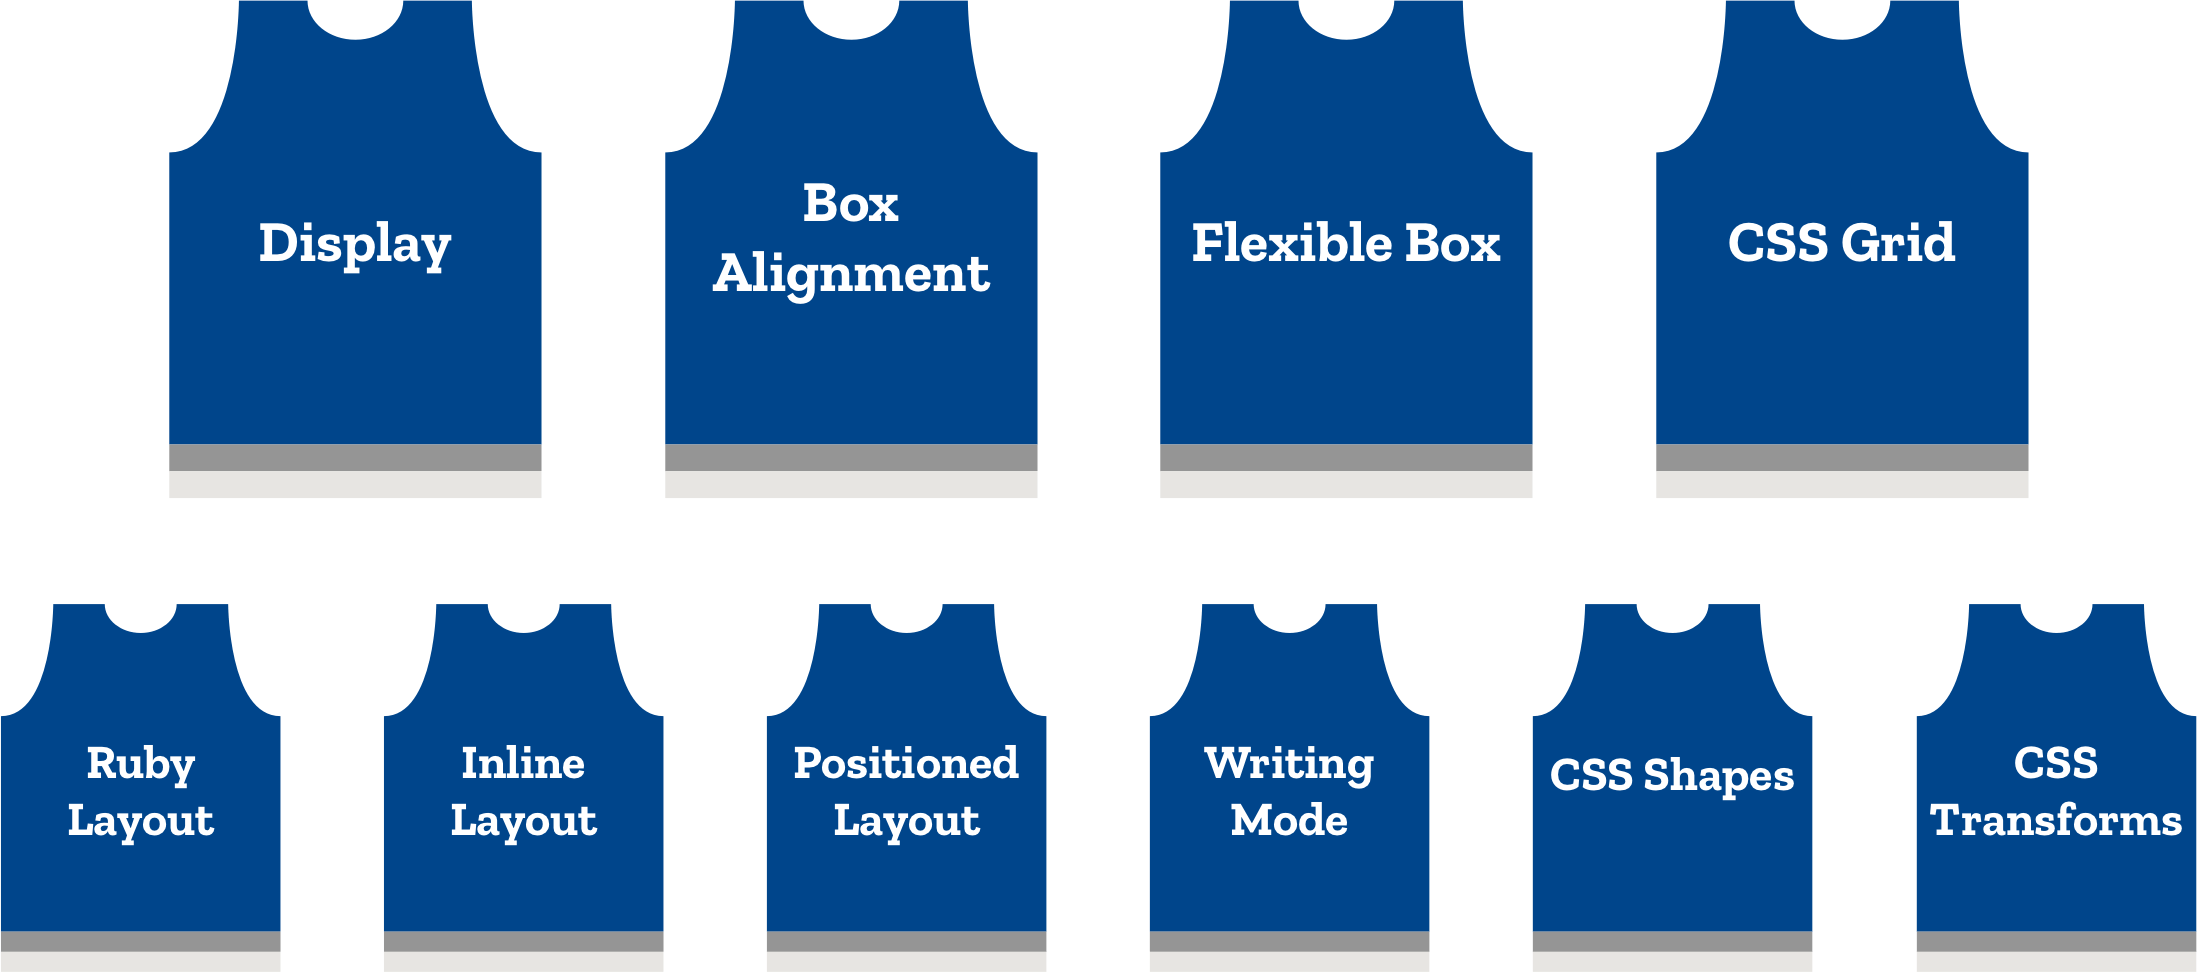 Display
Box
Alignment
Flexible Box
CSS Grid
Ruby
Layout
Inline
Layout
Positioned
Layout
Writing
Mode
CSS Shapes
CSS
Transforms